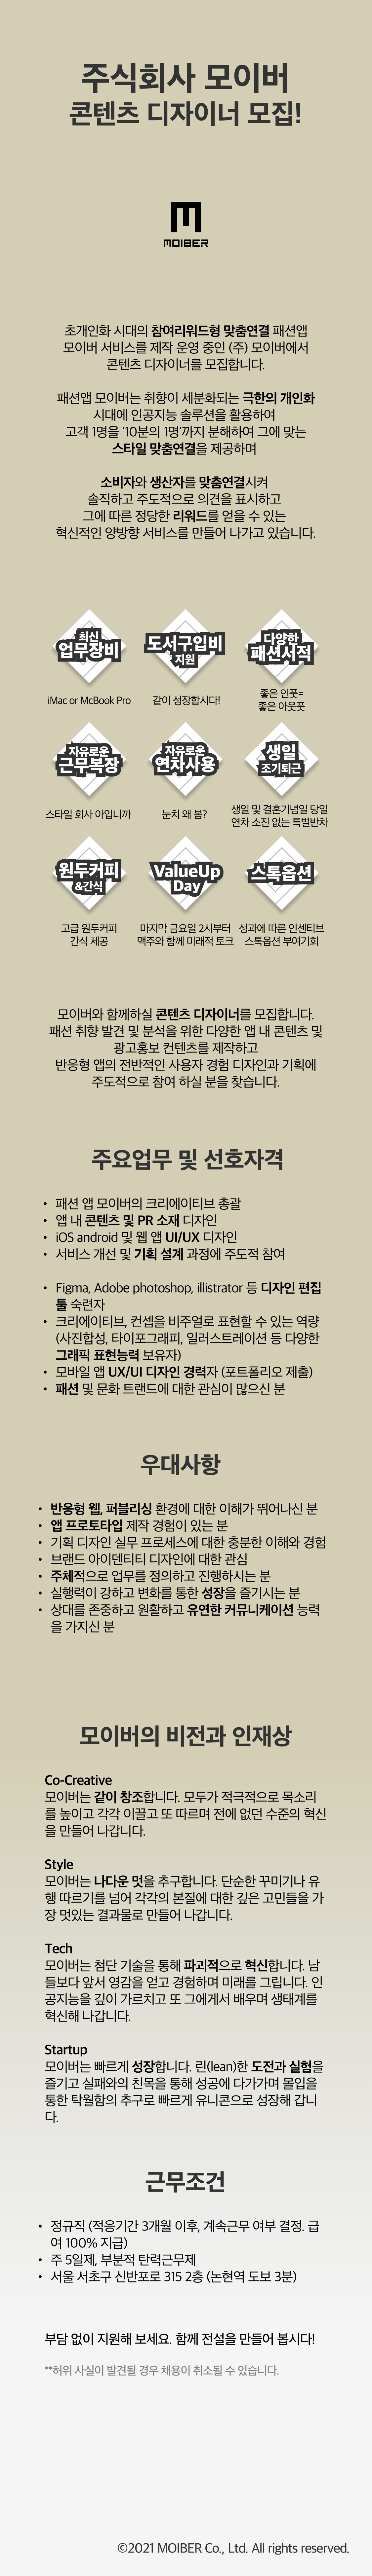 주식회사 모이버
콘텐츠 디자이너 모집!
MOIBER
초개인화 시대의 참여리워드형 맞춤연결 패션앱
모이버 서비스를 제작 운영 중인 (주) 모이버에서
콘텐츠 디자이너를 모집합니다.
패션앱 모이버는 취향이 세분화되는 극한의 개인화
시대에 인공지능 솔루션을 활용하여
고객 1명을 '10분의 1명'까지 분해하여 그에 맞는
스타일 맞춤연결을 제공하며
소비자와 생산자를 맞춤연결시켜
솔직하고 주도적으로 의견을 표시하고
그에 따른 정당한 리워드를 얻을 수 있는
혁신적인 양방향 서비스를 만들어 나가고 있습니다.
최신
업무장비
iMac or McBook Pro
도서구입비
지원
같이 성장합시다!
다양한
패션서적
좋은 인풋=
좋은 아웃풋
자유로운
근무복장
스타일 회사 아입니까
자유로운
연차사용
눈치 왜 봄?
생일
조기퇴근
생일 및 결혼기념일 당일
연차 소진 없는 특별반차
원두커피
&간식
고급 원두커피
간식 제공
ValueUp
Day
마지막 금요일 2시부터
맥주와 함께 미래적 토크
스톡옵션
성과에 따른 인센티브
스톡옵션 부여기회
모이버와 함께하실 콘텐츠 디자이너를 모집합니다.
패션 취향 발견 및 분석을 위한 다양한 앱 내 콘텐츠 및
광고홍보 컨텐츠를 제작하고
반응형 앱의 전반적인 사용자 경험 디자인과 기획에
주도적으로 참여 하실 분을 찾습니다.
주요업무 및 선호자격
• 패션 앱 모이버의 크리에이티브 총괄
• 앱 내 콘텐츠 및 PR 소재 디자인
• iOS android 및 웹 앱 UI/UX 디자인
• 서비스 개선 및 기획 설계 과정에 주도적 참여
• Figma, Adobe photoshop, illistrator 등 디자인 편집
툴 숙련자
• 크리에이티브, 컨셉을 비주얼로 표현할 수 있는 역량
(사진합성, 타이포그래피, 일러스트레이션 등 다양한
그래픽 표현능력 보유자)
• 모바일 앱 UX/UI 디자인 경력자 (포트폴리오 제출)
• 패션 및 문화 트랜드에 대한 관심이 많으신 분
우대사항
• 반응형 웹, 퍼블리싱 환경에 대한 이해가 뛰어나신 분
• 앱 프로토타입 제작 경험이 있는 분
• 기획 디자인 실무 프로세스에 대한 충분한 이해와 경험
• 브랜드 아이덴티티 디자인에 대한 관심
• 주체적으로 업무를 정의하고 진행하시는 분
• 실행력이 강하고 변화를 통한 성장을 즐기시는 분
• 상대를 존중하고 원활하고 유연한 커뮤니케이션 능력
을 가지신 분
모이버의 비전과 인재상
Co-Creative
모이버는 같이 창조합니다. 모두가 적극적으로 목소리
를 높이고 각각 이끌고 또 따르며 전에 없던 수준의 혁신
을 만들어 나갑니다.
Style
모이버는 나다운 멋을 추구합니다. 단순한 꾸미기나 유
행 따르기를 넘어 각각의 본질에 대한 깊은 고민들을 가
장 멋있는 결과물로 만들어 나갑니다.
Tech
모이버는 첨단 기술을 통해 파괴적으로 혁신합니다. 남
들보다 앞서 영감을 얻고 경험하며 미래를 그립니다. 인
공지능을 깊이 가르치고 또 그에게서 배우며 생태계를
혁신해 나갑니다.
Startup
모이버는 빠르게 성장합니다. 린(lean)한 도전과 실험을
즐기고 실패와의 친목을 통해 성공에 다가가며 몰입을
통한 탁월함의 추구로 빠르게 유니콘으로 성장해 갑니
다.
근무조건
• 정규직 (적응기간 3개월 이후, 계속근무 여부 결정. 급
여 100% 지급)
• 주 5일제, 부분적 탄력근무제
• 서울 서초구 신반포로 315 2층 (논현역 도보 3분)
부담 없이 지원해 보세요. 함께 전설을 만들어 봅시다!
**허위 사실이 발견될 경우 채용이 취소될 수 있습니다.
©2021 MOIBER Co., Ltd. All rights reserved.